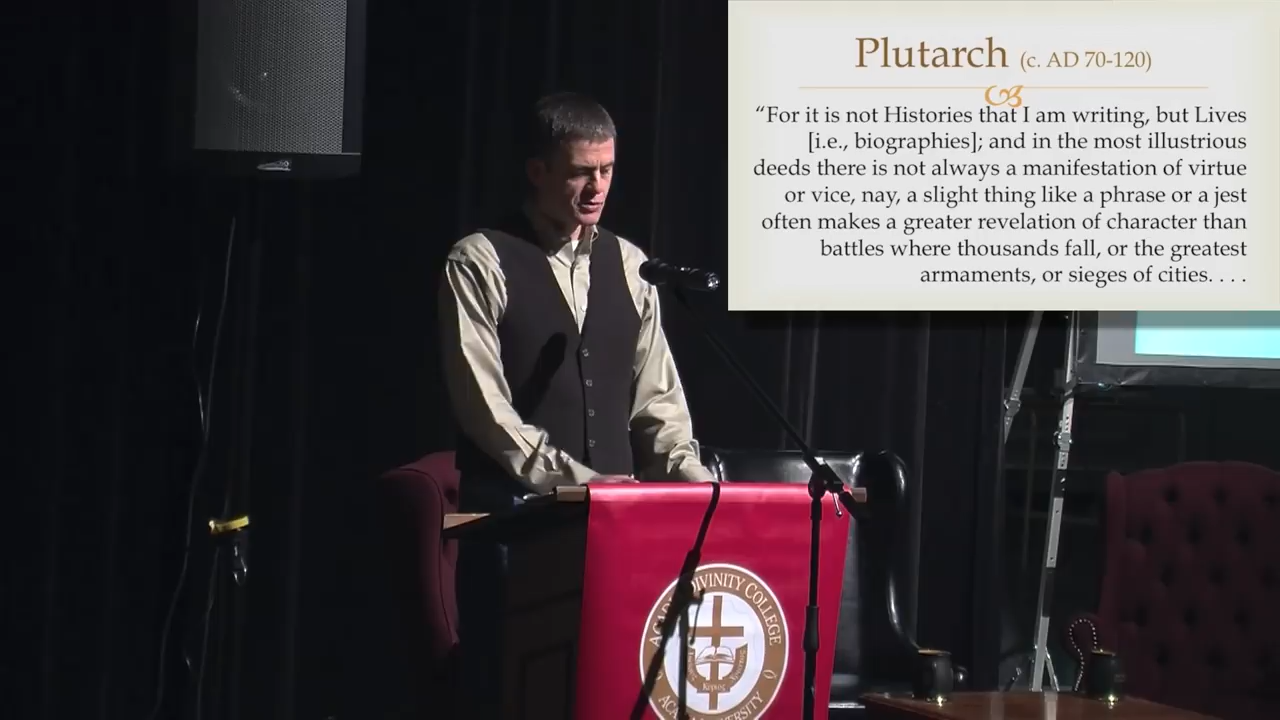 Plutarch (c. AD 70-120)
“For it is not Histories that I am writing, but Lives
[i.e., biographies]; and in the most illustrious
deeds there is not always a manifestation of virtue
or vice, nay, a slight thing like a phrase or a jest
often makes a greater revelation of character than
battles where thousands fall, or the greatest
armaments, or sieges of cities. . . .
DIVINITY COLLEGE
Κύριος